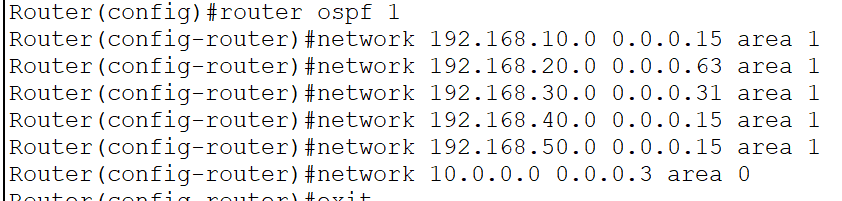 Router(config)#router ospf 1
Router(config-router)#network 192.168.10.0 0.0.0.15 area 1
Router(config-router)#network 192.168.20.0 0.0.0.63 area 1
Router(config-router)#network 192.168.30.0 0.0.0.31 area 1
Router(config-router)#network 192.168.40.0 0.0.0.15 area 1
Router(config-router)#network 192.168.50.0 0.0.0.15 area 1
Router(config-router)#network 10.0.0.0 0.0.0.3 area 0
Router(config-router)#exit